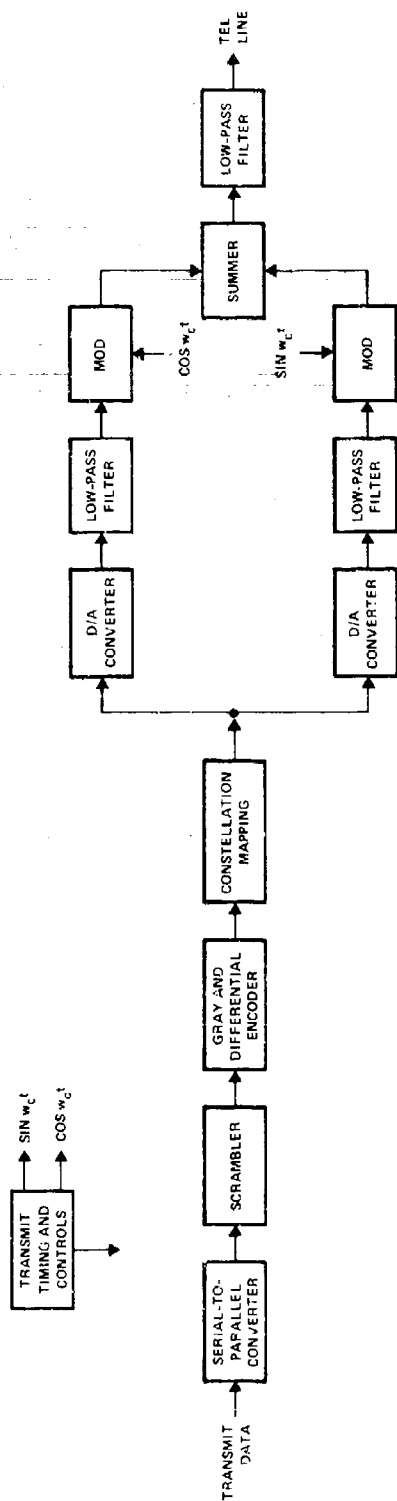 TRANSMIT
TIMING AND
CONTROLS
SIN w_c t
COS w_c t
TRANSMIT
DATA
SERIAL-TO-
PARALLEL
CONVERTER
SCRAMBLER
GRAY AND
DIFFERENTIAL
ENCODER
CONSTELLATION
MAPPING
D/A
CONVERTER
LOW-PASS
FILTER
MOD
COS w_c t
D/A
CONVERTER
LOW-PASS
FILTER
MOD
SIN w_c t
SUMMER
LOW-PASS
FILTER
TEL
LINE